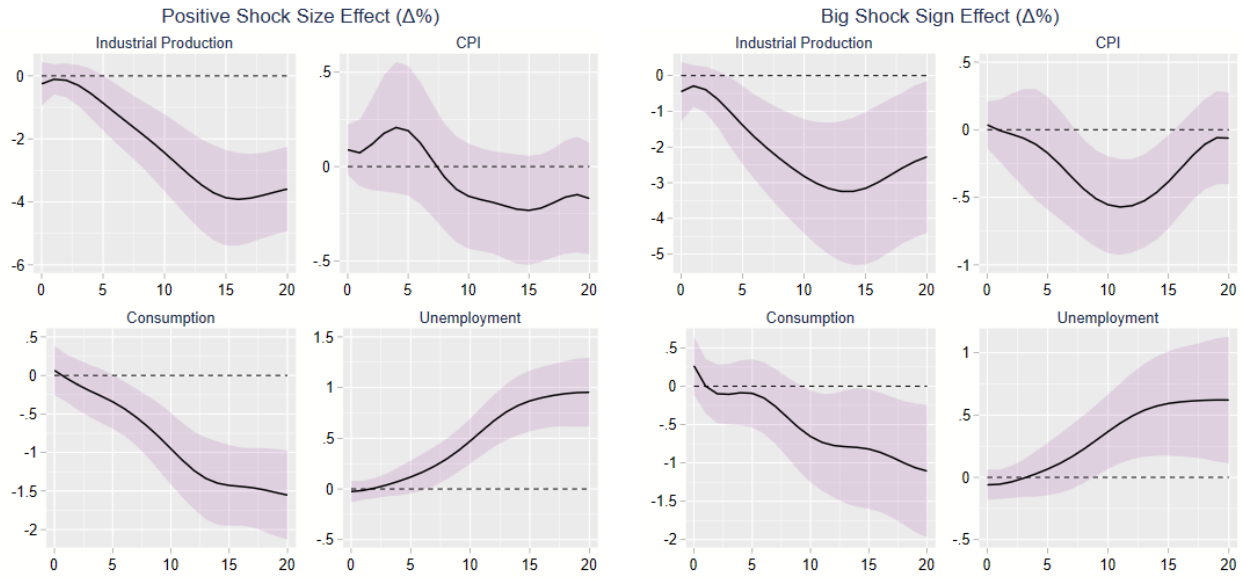 Positive Shock Size Effect (Δ%)
Industrial Production
0
-2
-4
-6
0 5 10 15 20
CPI
.5
0
-.5
0 5 10 15 20
Consumption
.5
0
-.5
-1
-1.5
-2
0 5 10 15 20
Unemployment
1.5
1
.5
0
-.5
0 5 10 15 20
Big Shock Sign Effect (Δ%)
Industrial Production
0
-1
-2
-3
-4
-5
0 5 10 15 20
CPI
.5
0
-.5
-1
0 5 10 15 20
Consumption
.5
0
-.5
-1
-1.5
-2
0 5 10 15 20
Unemployment
1
.5
0
-.5
0 5 10 15 20